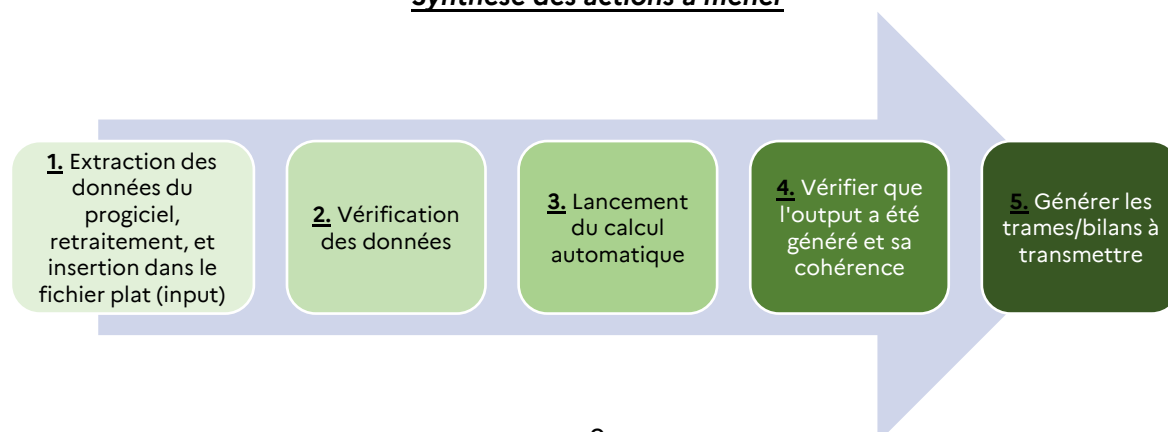 Synthèse des actions à mener
1. Extraction des
données du
progiciel,
retraitement, et
insertion dans le
fichier plat (input)
2. Vérification
des données
3. Lancement
du calcul
automatique
4. Vérifier que
l'output a été
généré et sa
cohérence
5. Générer les
trames/bilans à
transmettre